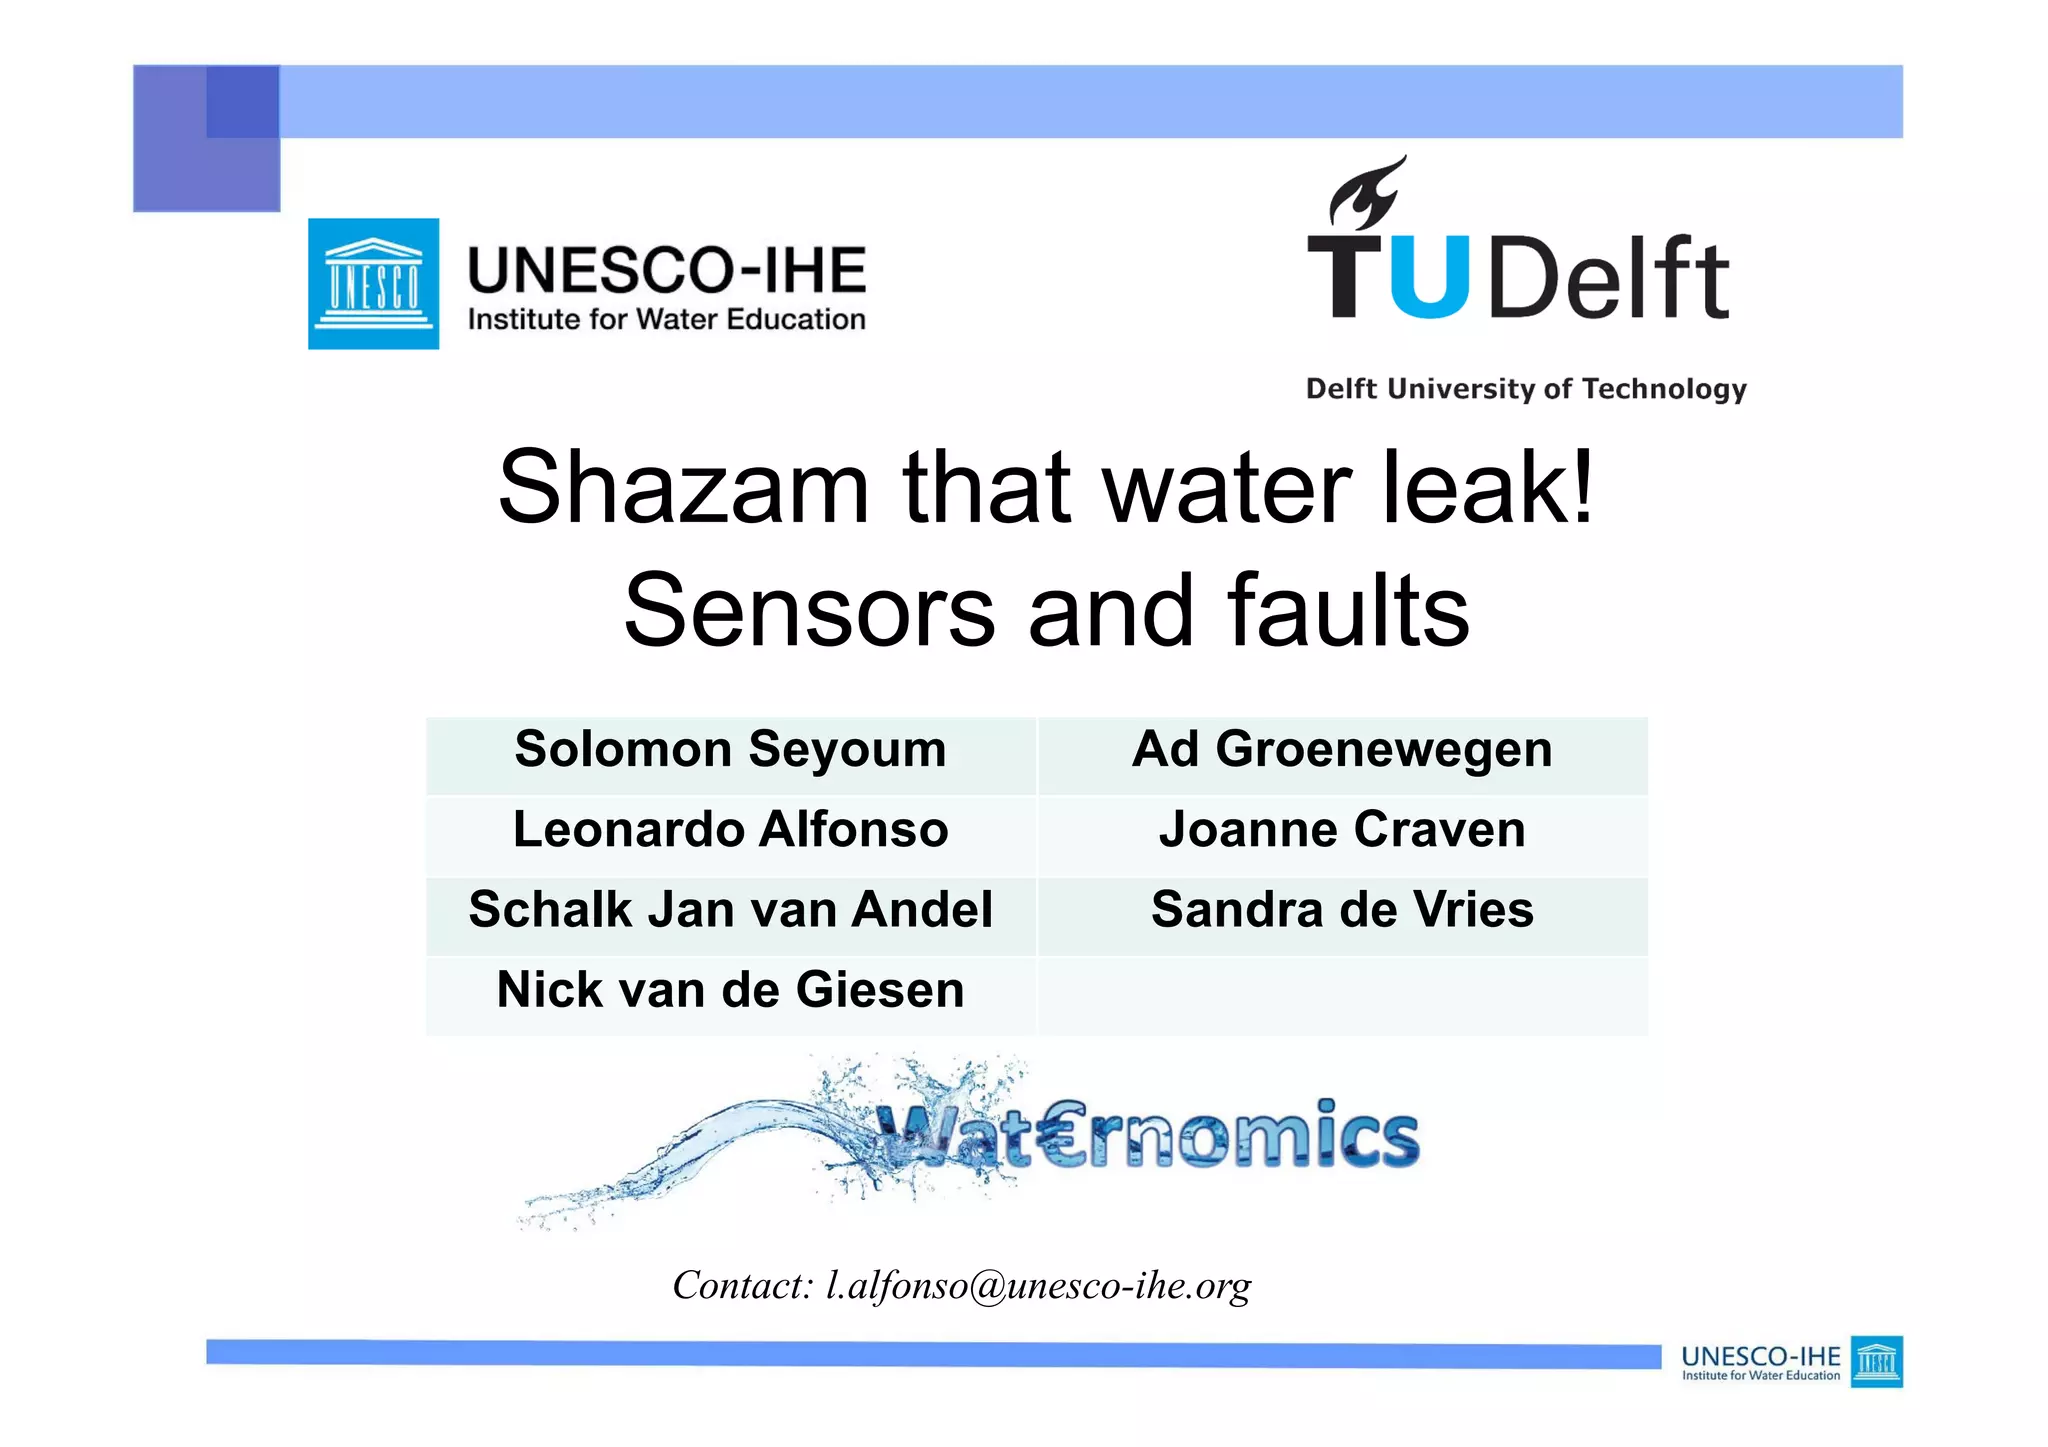 UNESCO
UNESCO-IHE
Institute for Water Education
TUDelft
Delft University of Technology
Shazam that water leak!
Sensors and faults
Solomon Seyoum Ad Groenewegen
Leonardo Alfonso Joanne Craven
Schalk Jan van Andel Sandra de Vries
Nick van de Giesen
Wat€rnomics
Contact: l.alfonso@unesco-ihe.org
UNESCO-IHE
Institute for Water Education
UNESCO